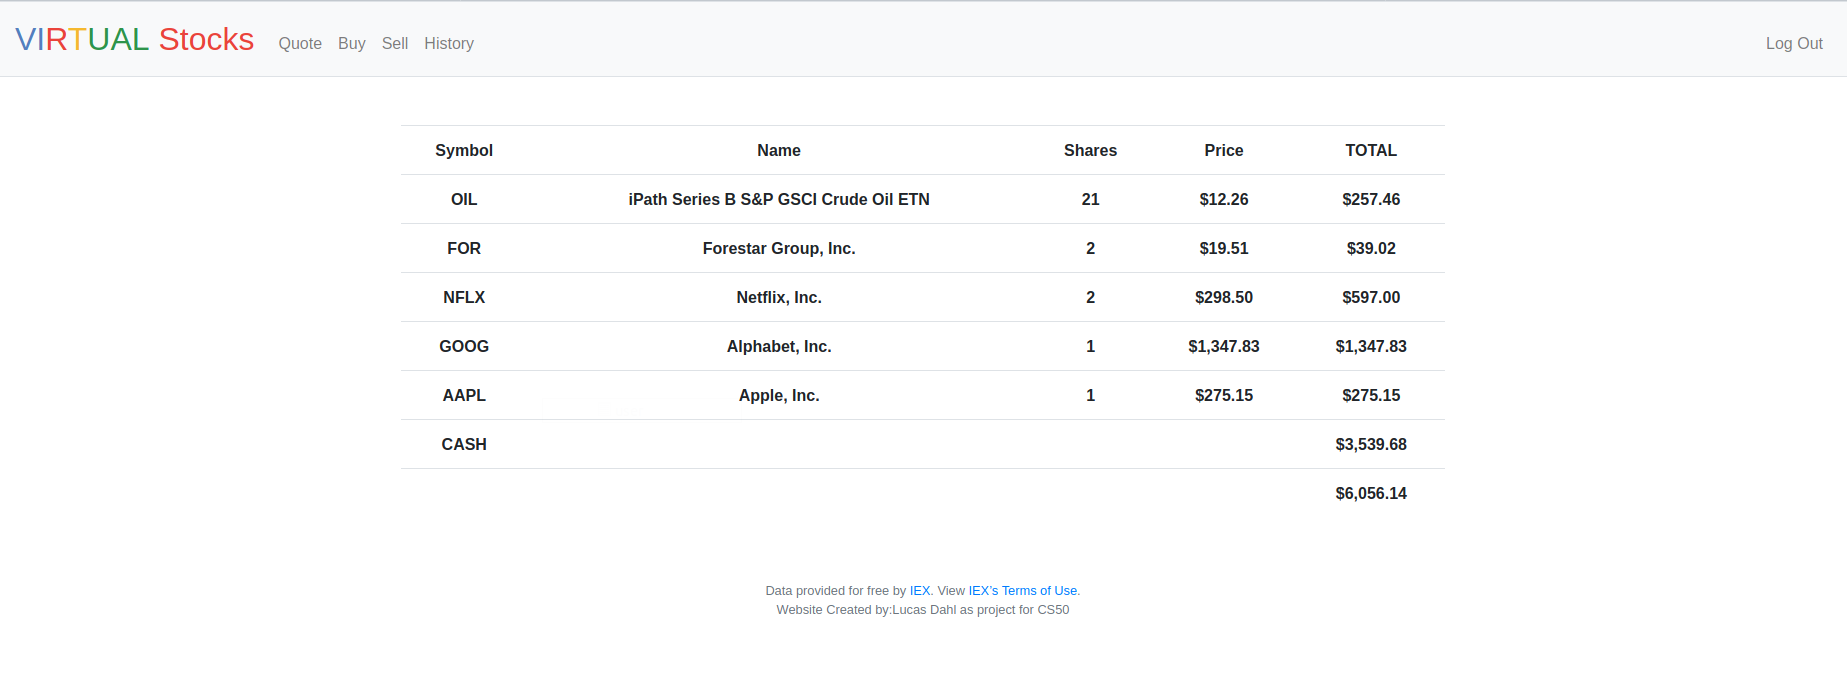 VIRTUAL Stocks Quote Buy Sell History Log Out
Symbol Name Shares Price TOTAL
OIL iPath Series B S&P GSCI Crude Oil ETN 21 $12.26 $257.46
FOR Forestar Group, Inc. 2 $19.51 $39.02
NFLX Netflix, Inc. 2 $298.50 $597.00
GOOG Alphabet, Inc. 1 $1,347.83 $1,347.83
AAPL Apple, Inc. 1 $275.15 $275.15
CASH $3,539.68
$6,056.14
Data provided for free by IEX. View IEX's Terms of Use.
Website Created by:Lucas Dahl as project for CS50